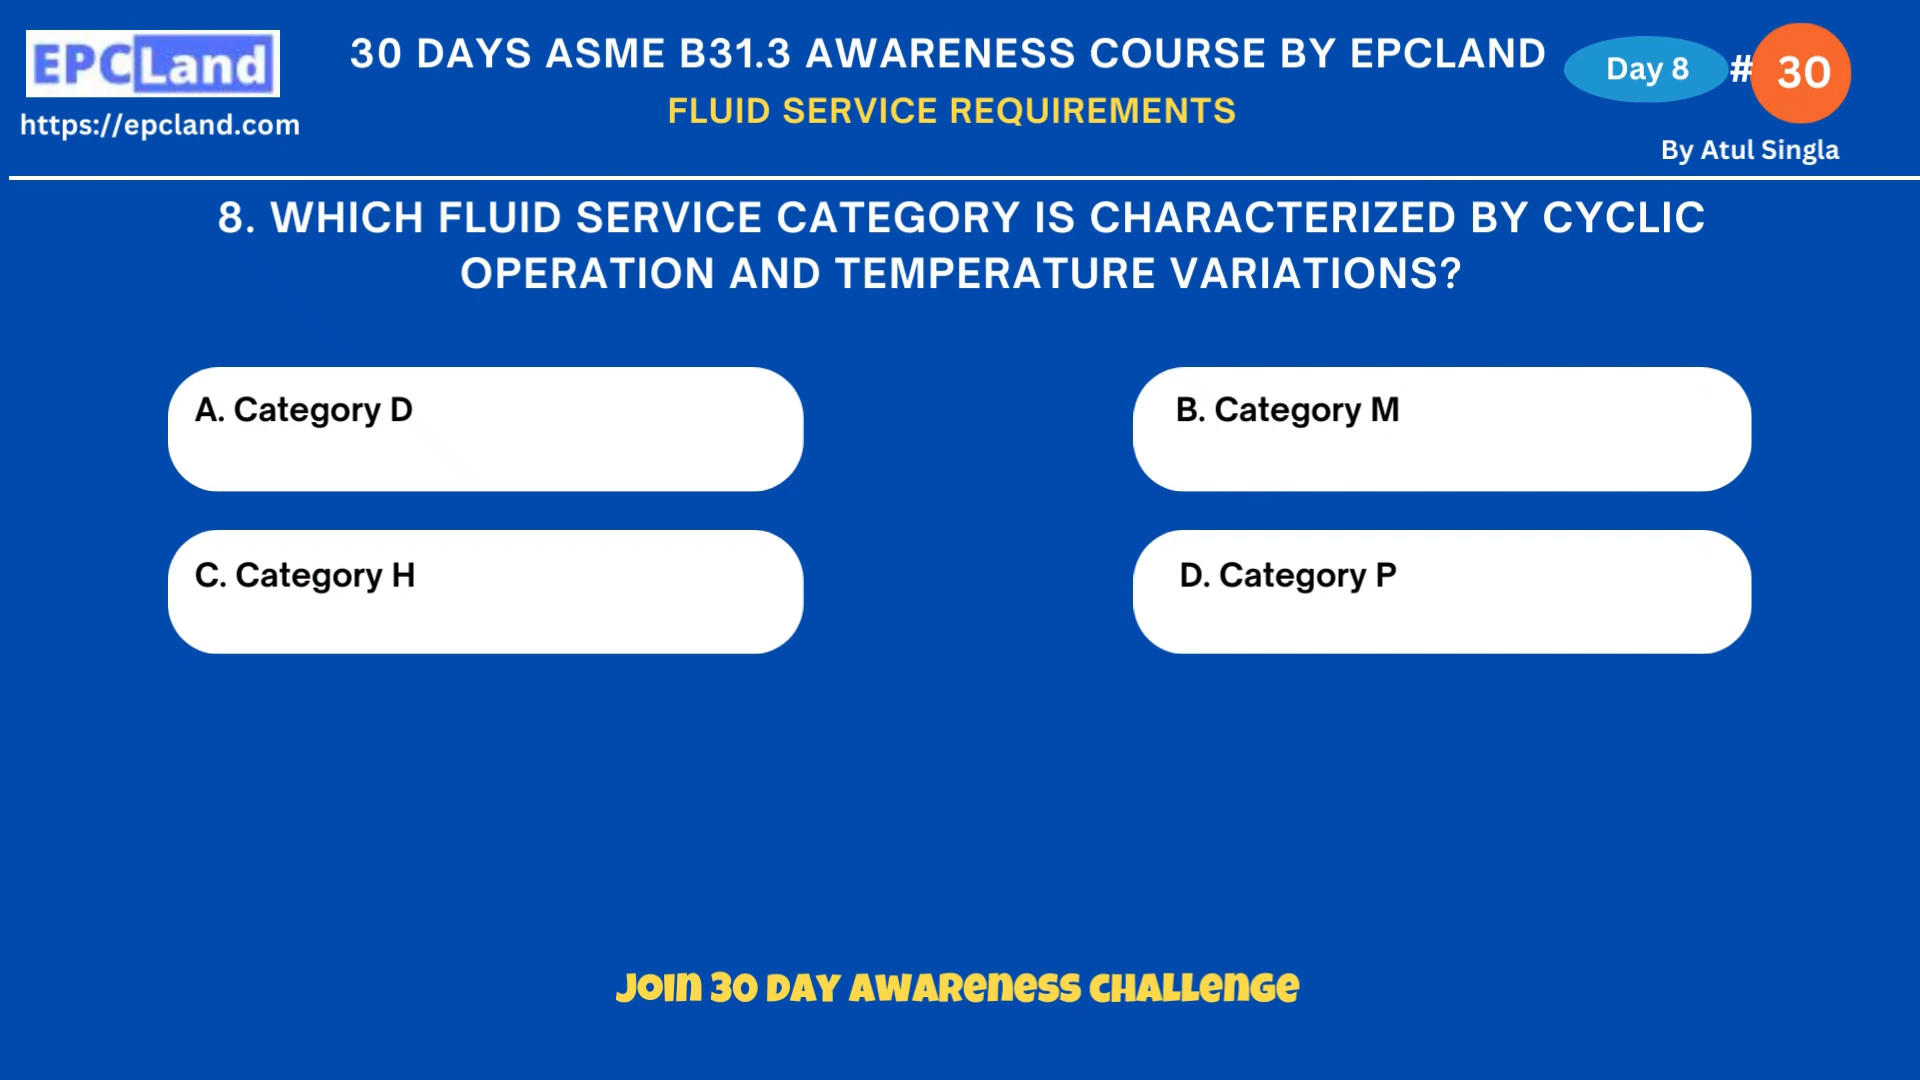 EPCLand
https://epcland.com
30 DAYS ASME B31.3 AWARENESS COURSE BY EPCLAND
FLUID SERVICE REQUIREMENTS
Day 8 # 30
By Atul Singla
8. WHICH FLUID SERVICE CATEGORY IS CHARACTERIZED BY CYCLIC
OPERATION AND TEMPERATURE VARIATIONS?
A. Category D
B. Category M
C. Category H
D. Category P
Join 30 Day Awareness Challenge